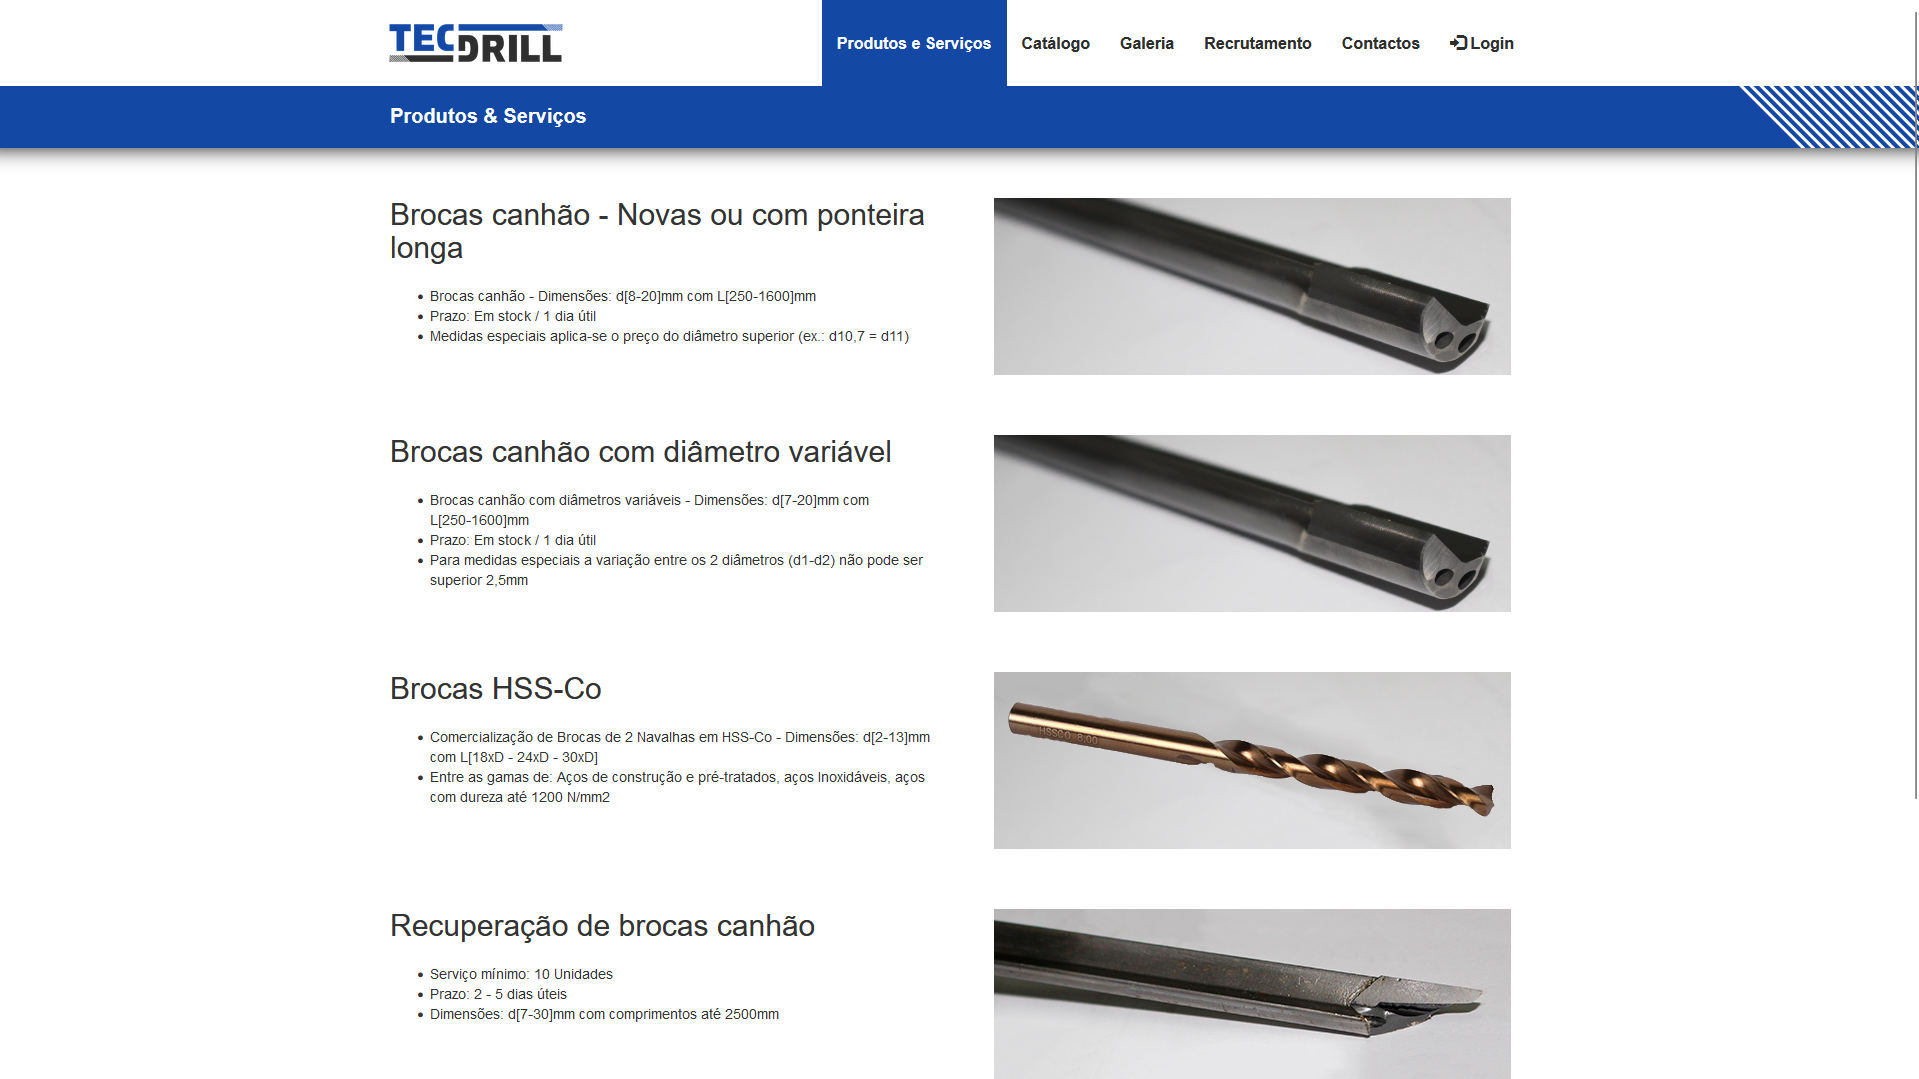 TECDRILL
Produtos e Serviços
Catálogo
Galeria
Recrutamento
Contactos
Login
Produtos & Serviços
Brocas canhão - Novas ou com ponteira
longa
Brocas canhão - Dimensões: d[8-20]mm com L[250-1600]mm
Prazo: Em stock / 1 dia útil
Medidas especiais aplica-se o preço do diâmetro superior (ex.: d10,7 = d11)
Brocas canhão com diâmetro variável
Brocas canhão com diâmetros variáveis - Dimensões: d[7-20]mm com
L[250-1600]mm
Prazo: Em stock / 1 dia útil
Para medidas especiais a variação entre os 2 diâmetros (d1-d2) não pode ser
superior 2,5mm
Brocas HSS-Co
Comercialização de Brocas de 2 Navalhas em HSS-Co - Dimensões: d[2-13]mm
com L[18xD - 24xD - 30xD]
Entre as gamas de: Aços de construção e pré-tratados, aços Inoxidáveis, aços
com dureza até 1200 N/mm2
HSSCO 8,00
Recuperação de brocas canhão
Serviço mínimo: 10 Unidades
Prazo: 2 - 5 dias úteis
Dimensões: d[7-30]mm com comprimentos até 2500mm